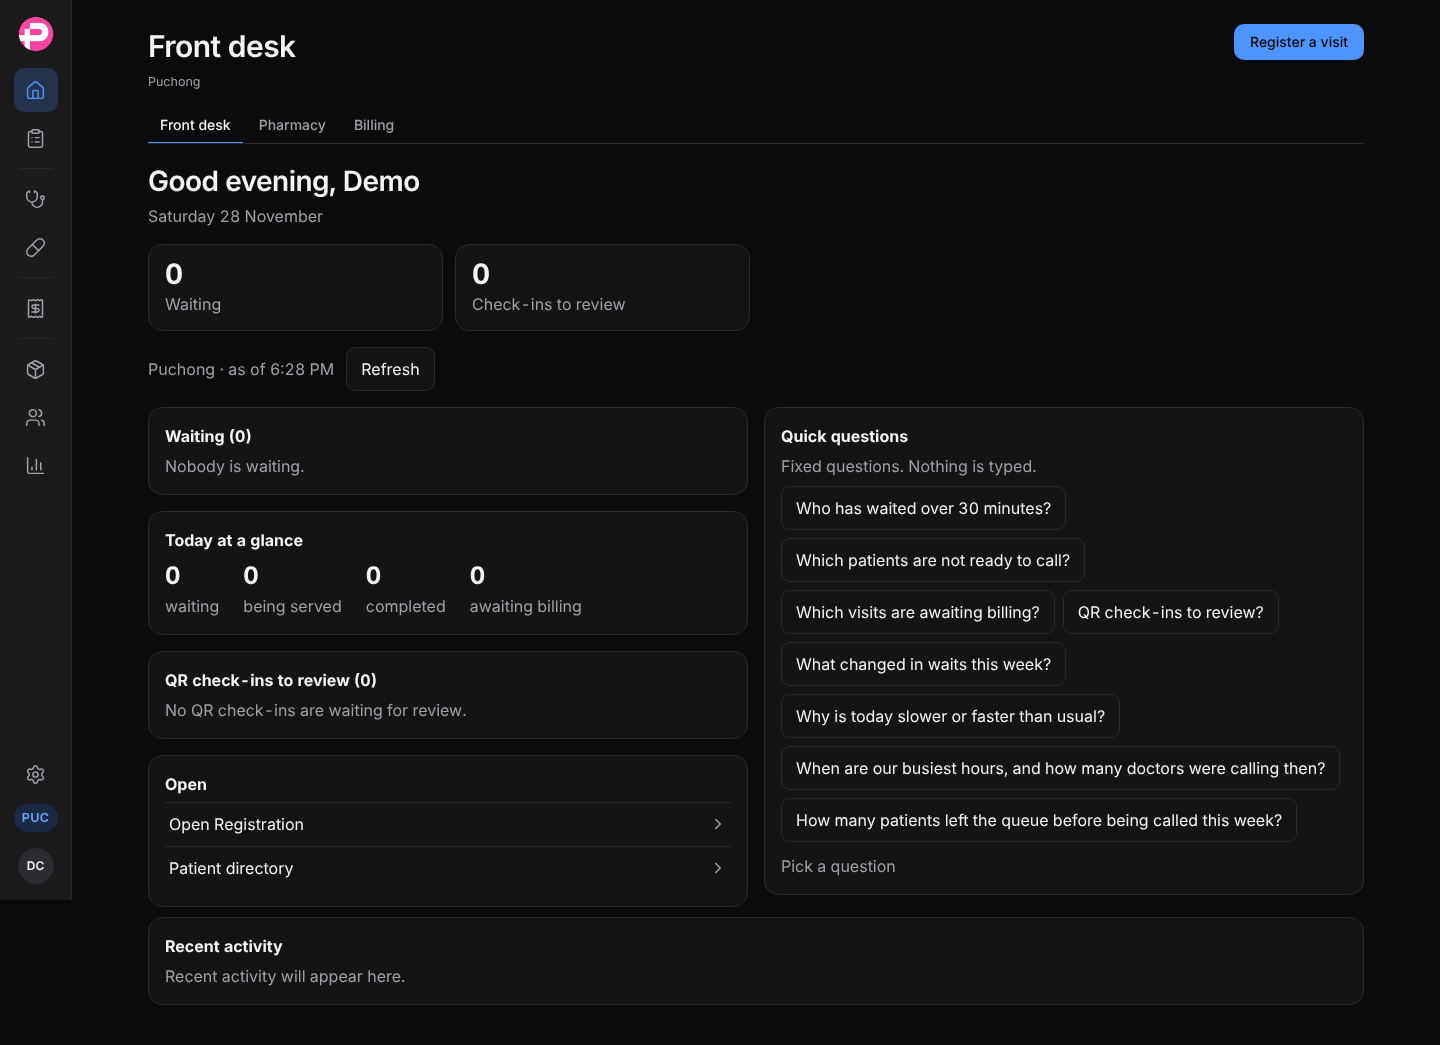 Front desk
Register a visit
Puchong
Front desk
Pharmacy
Billing
Good evening, Demo
Saturday 28 November
0
Waiting
0
Check-ins to review
Puchong · as of 6:28 PM
Refresh
Waiting (0)
Nobody is waiting.
Today at a glance
0
waiting
0
being served
0
completed
0
awaiting billing
QR check-ins to review (0)
No QR check-ins are waiting for review.
Open
Open Registration
Patient directory
Quick questions
Fixed questions. Nothing is typed.
Who has waited over 30 minutes?
Which patients are not ready to call?
Which visits are awaiting billing?
QR check-ins to review?
What changed in waits this week?
Why is today slower or faster than usual?
When are our busiest hours, and how many doctors were calling then?
How many patients left the queue before being called this week?
Pick a question
Recent activity
Recent activity will appear here.
PUC
DC